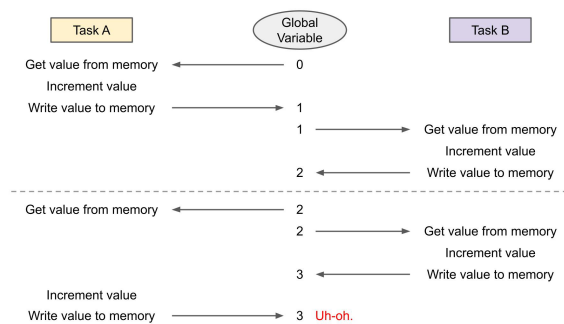 Task A
Global
Variable
Task B
Get value from memory 0
Increment value
Write value to memory 1
1 Get value from memory
Increment value
2 Write value to memory
Get value from memory 2
2 Get value from memory
Increment value
3 Write value to memory
Increment value
Write value to memory 3 Uh-oh.